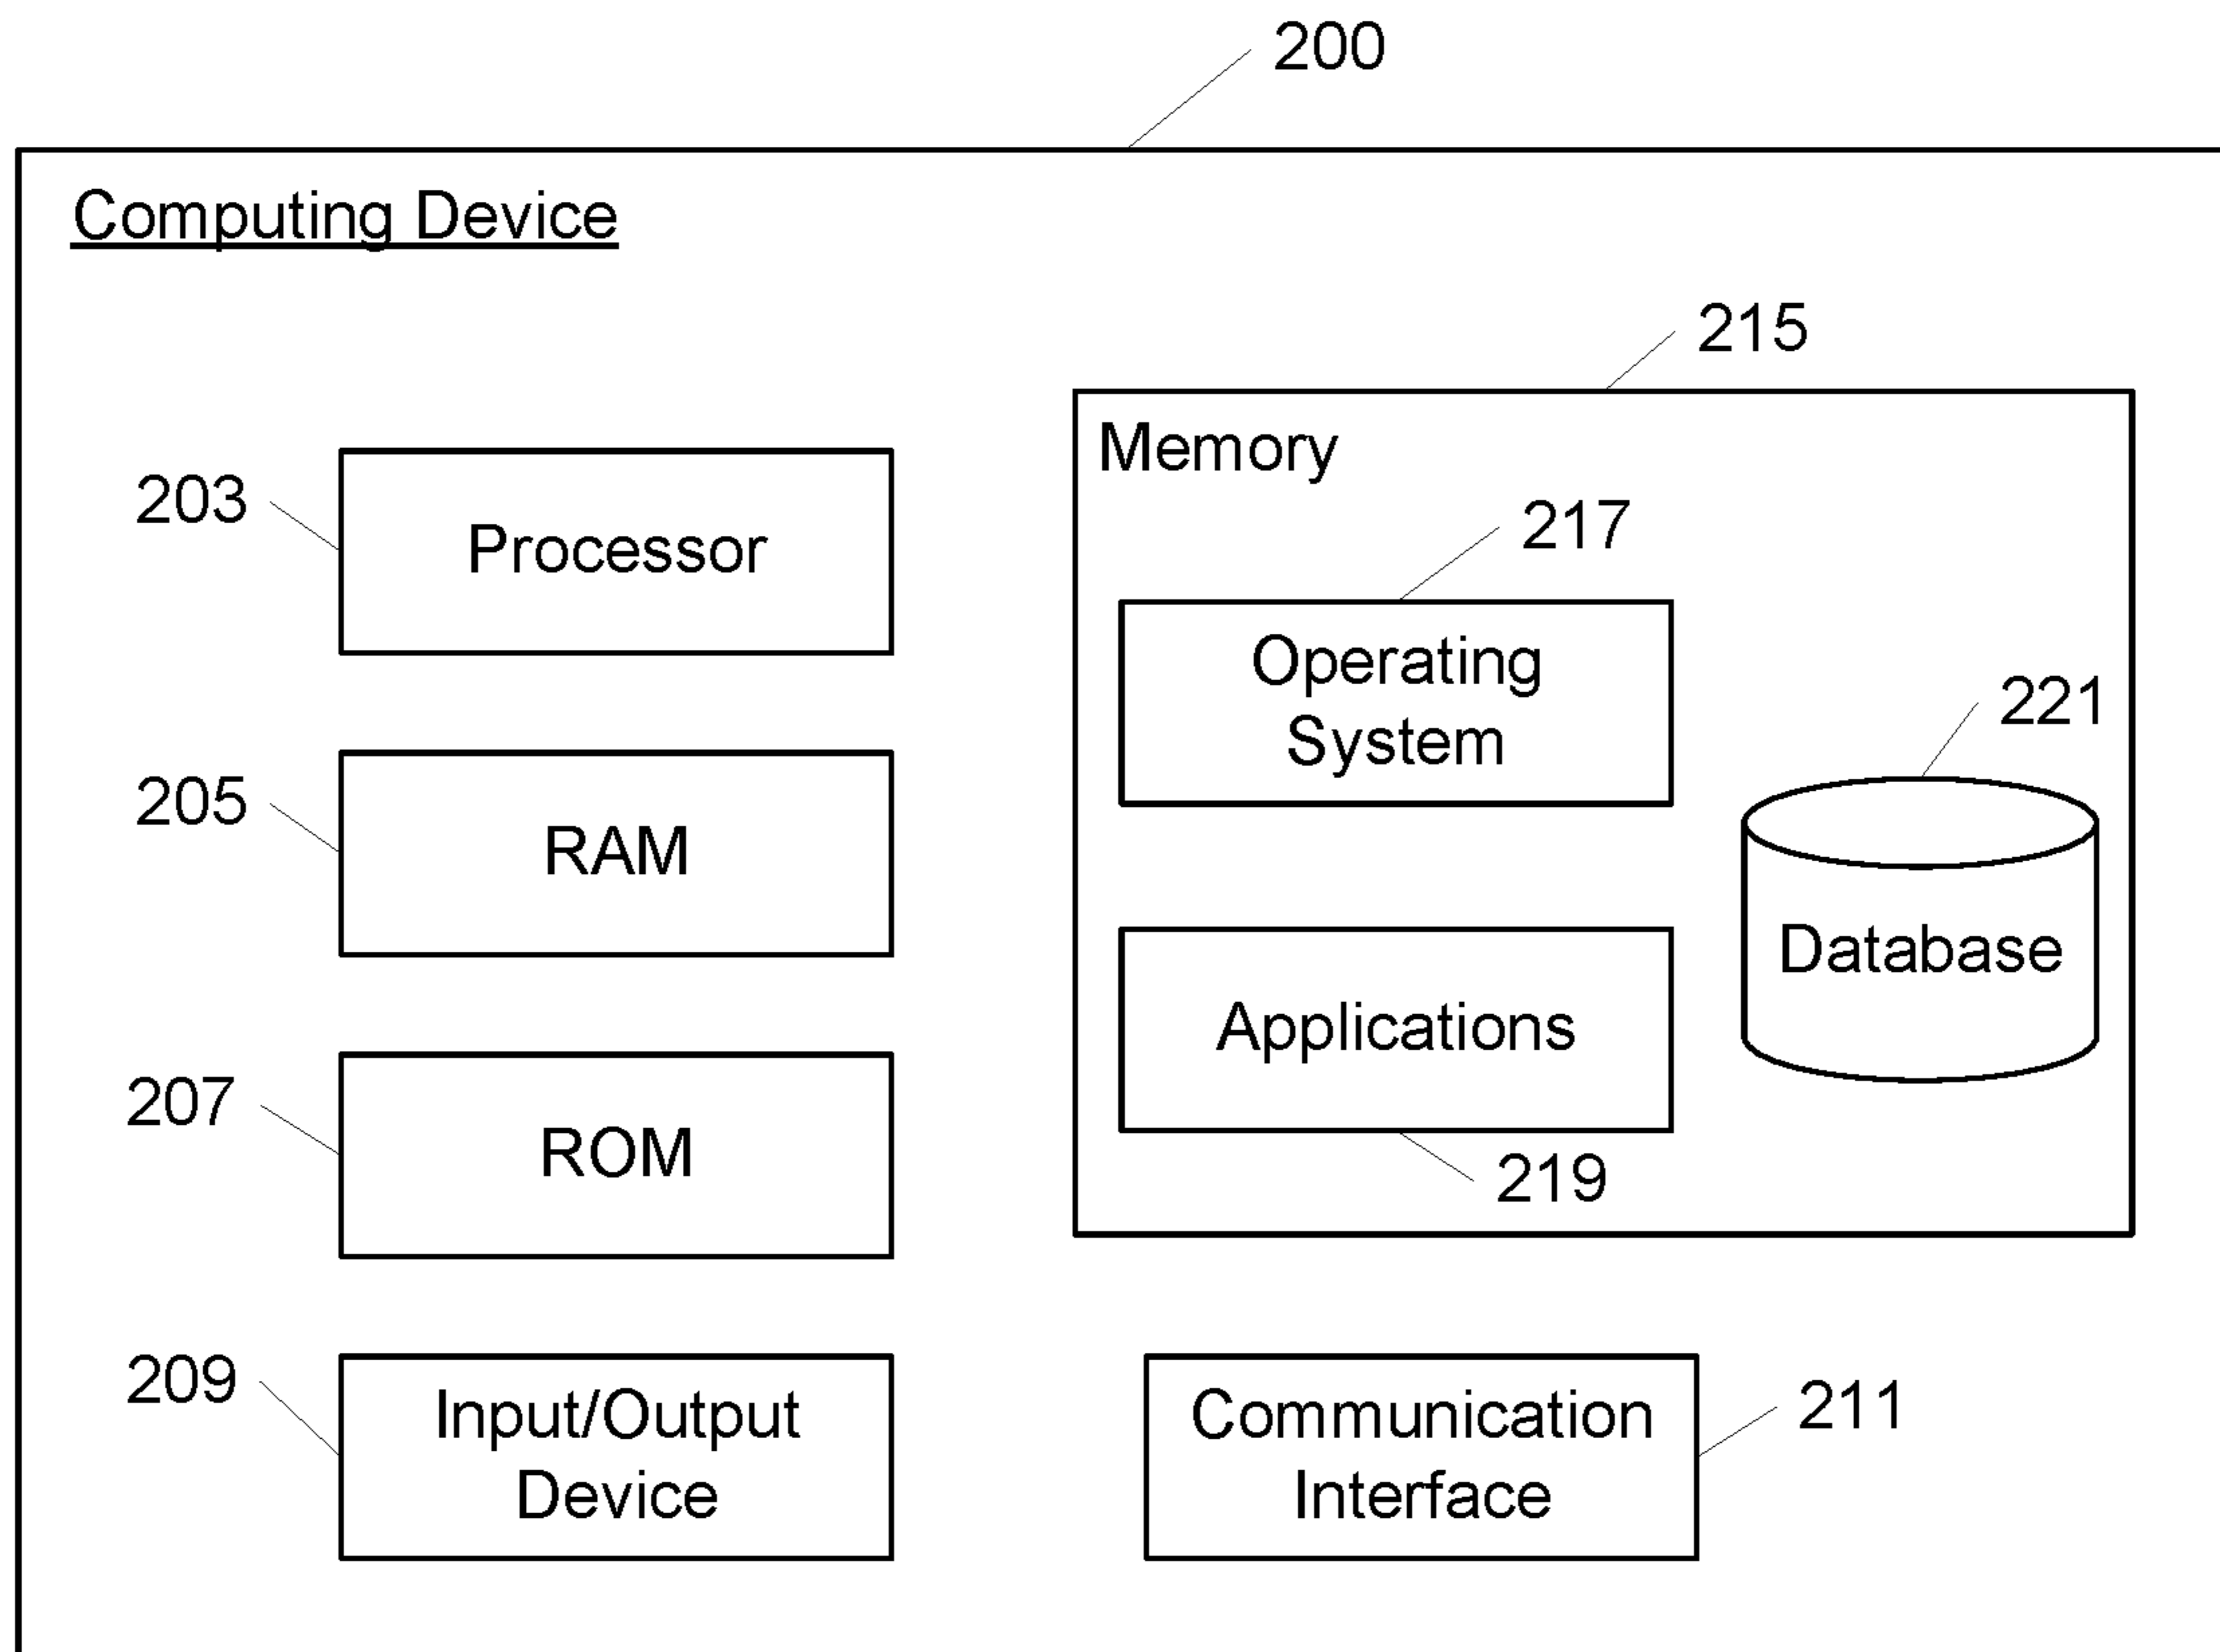 200
Computing Device
215
Memory
203
Processor
217
Operating
System
221
205
RAM
Database
Applications
207
ROM
219
209
Input/Output
Device
Communication
Interface
211